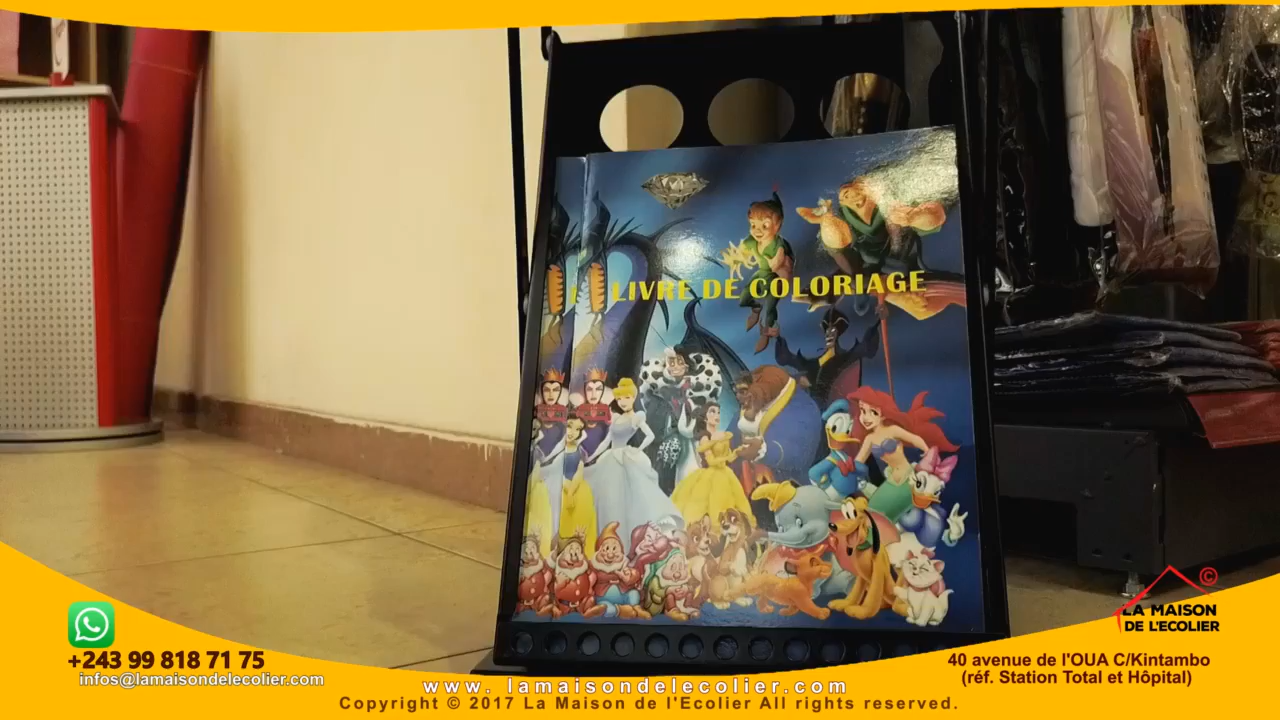 LIVRE DE COLORIAGE
©
LA MAISON
DE L'ECOLIER
+243 99 818 71 75
infos@lamaisondelecolier.com
40 avenue de l'OUA C/Kintambo
(réf. Station Total et Hôpital)
www. lamaisondelecolier.com
Copyright © 2017 La Maison de l'Ecolier All rights reserved.